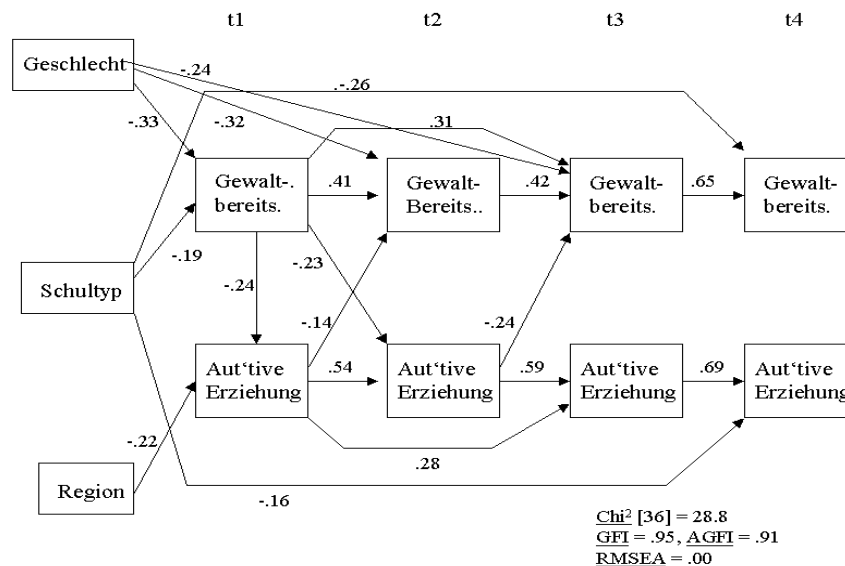 t1 t2 t3 t4
Geschlecht
-.24
.-.26
-.33
-.32
.31
Gewalt-.
bereits.
.41
Gewalt-
Bereits..
.42
Gewalt-
bereits.
.65
Gewalt-
bereits.
-.19
-.23
Schultyp
-.24
-.14
-.24
Aut‘tive
Erziehung
.54
Aut‘tive
Erziehung
.59
Aut‘tive
Erziehung
.69
Aut‘tive
Erziehung
-.22
.28
Region
-.16
Chi² [36] = 28.8
GFI = .95, AGFI = .91
RMSEA = .00